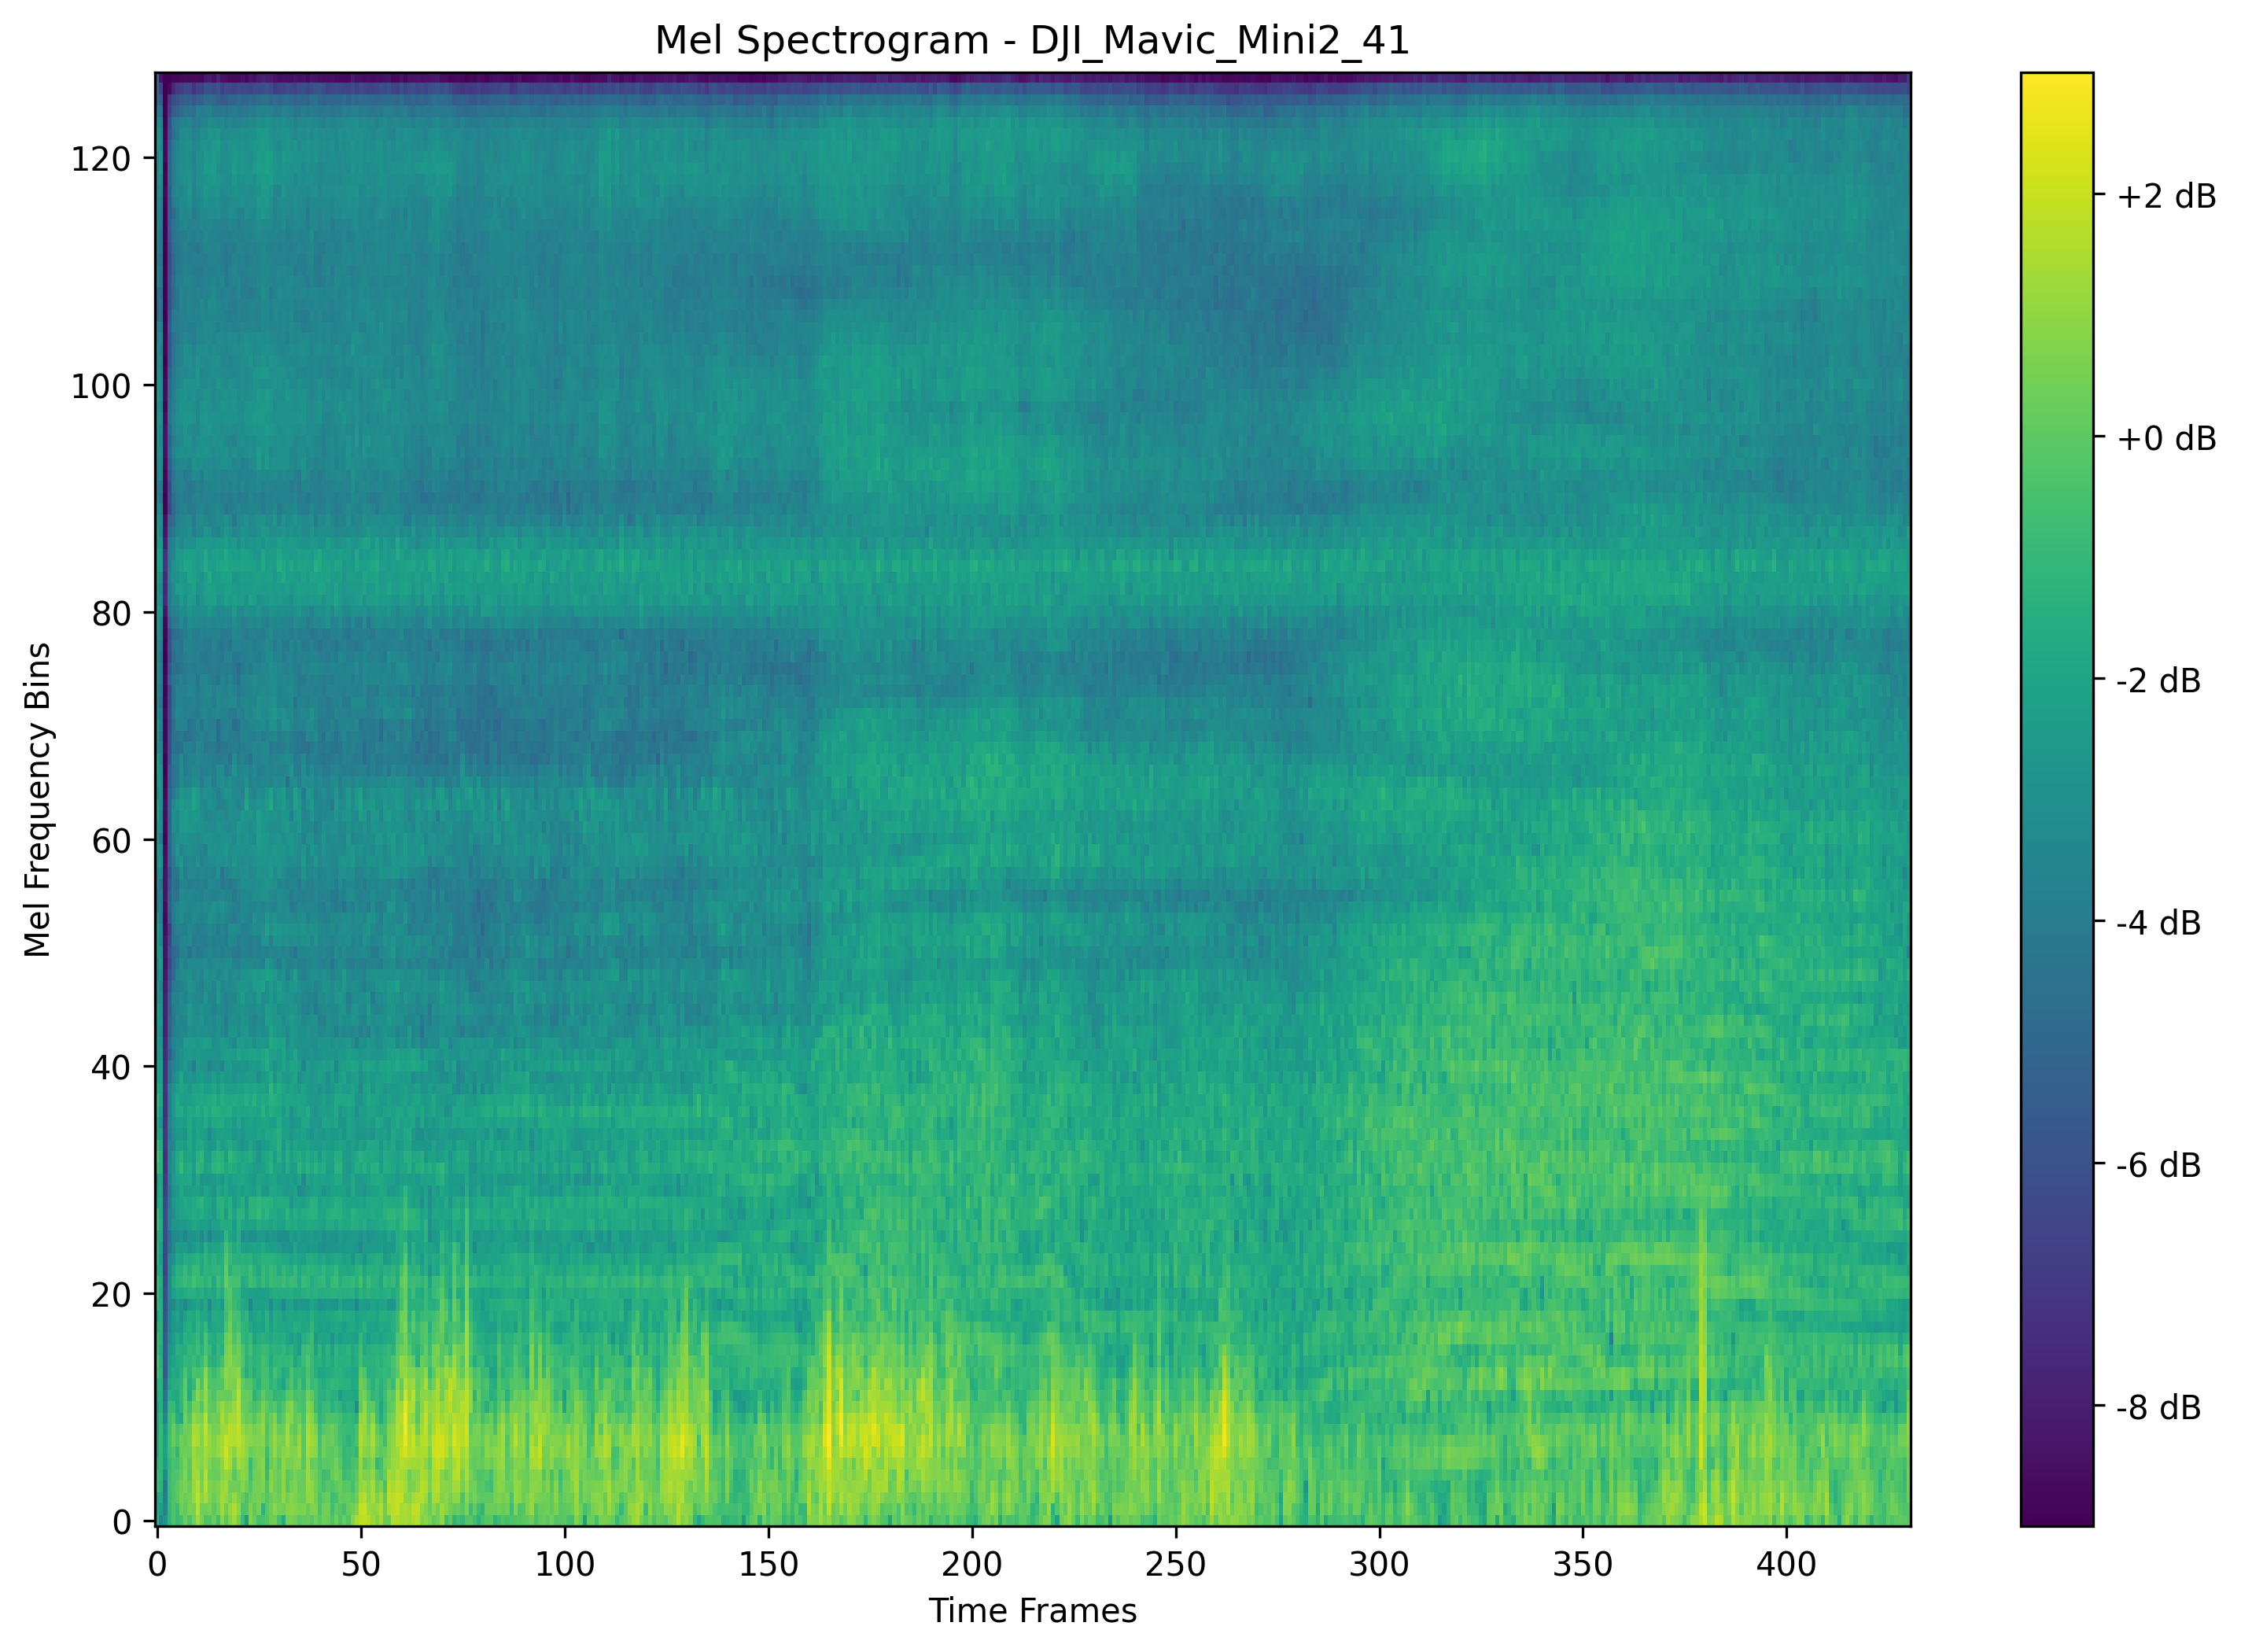 Mel Spectrogram - DJI_Mavic_Mini2_41
Mel Frequency Bins
120
100
80
60
40
20
0
0 50 100 150 200 250 300 350 400
Time Frames
+2 dB
+0 dB
-2 dB
-4 dB
-6 dB
-8 dB